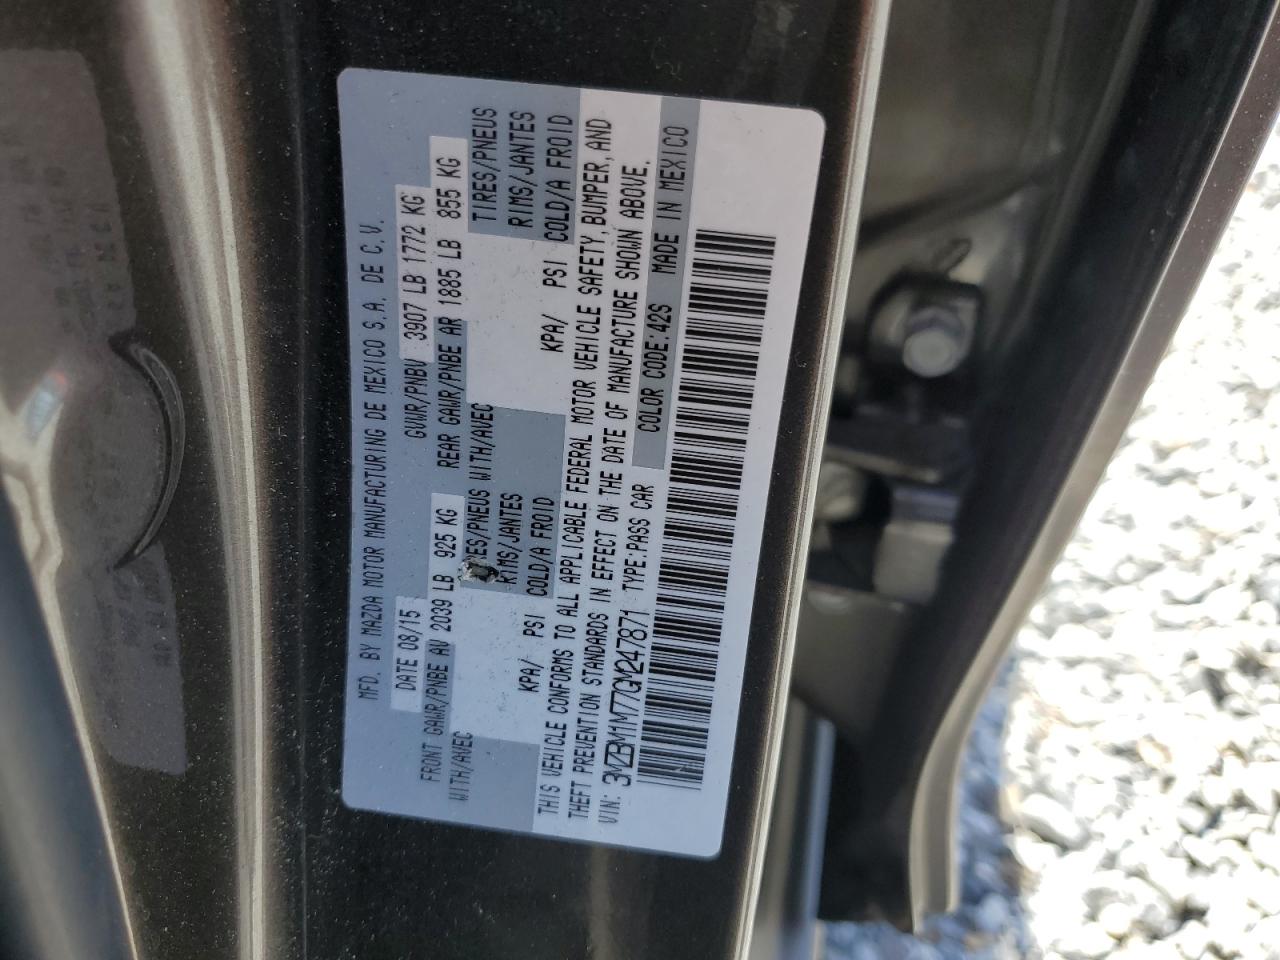 MFD. BY MAZDA MOTOR MANUFACTURING DE MEXICO S.A. DE C.V.
DATE 08/15 GVWR/PNBV 3907 LB 1772 KG
FRONT GAWR/PNBE AV 2039 LB 925 KG REAR GAWR/PNBE AR 1885 LB 855 KG
WITH/AVEC ES/PNEUS WITH/AVEC TIRES/PNEUS
RIMS/JANTES RIMS/JANTES
KPA/ PSI COLD/A FROID KPA/ PSI COLD/A FROID
THIS VEHICLE CONFORMS TO ALL APPLICABLE FEDERAL MOTOR VEHICLE SAFETY, BUMPER, AND
THEFT PREVENTION STANDARDS IN EFFECT ON THE DATE OF MANUFACTURE SHOWN ABOVE.
VIN: 3MZBM1M77GM247871 TYPE:PASS CAR COLOR CODE:42S MADE IN MEXICO